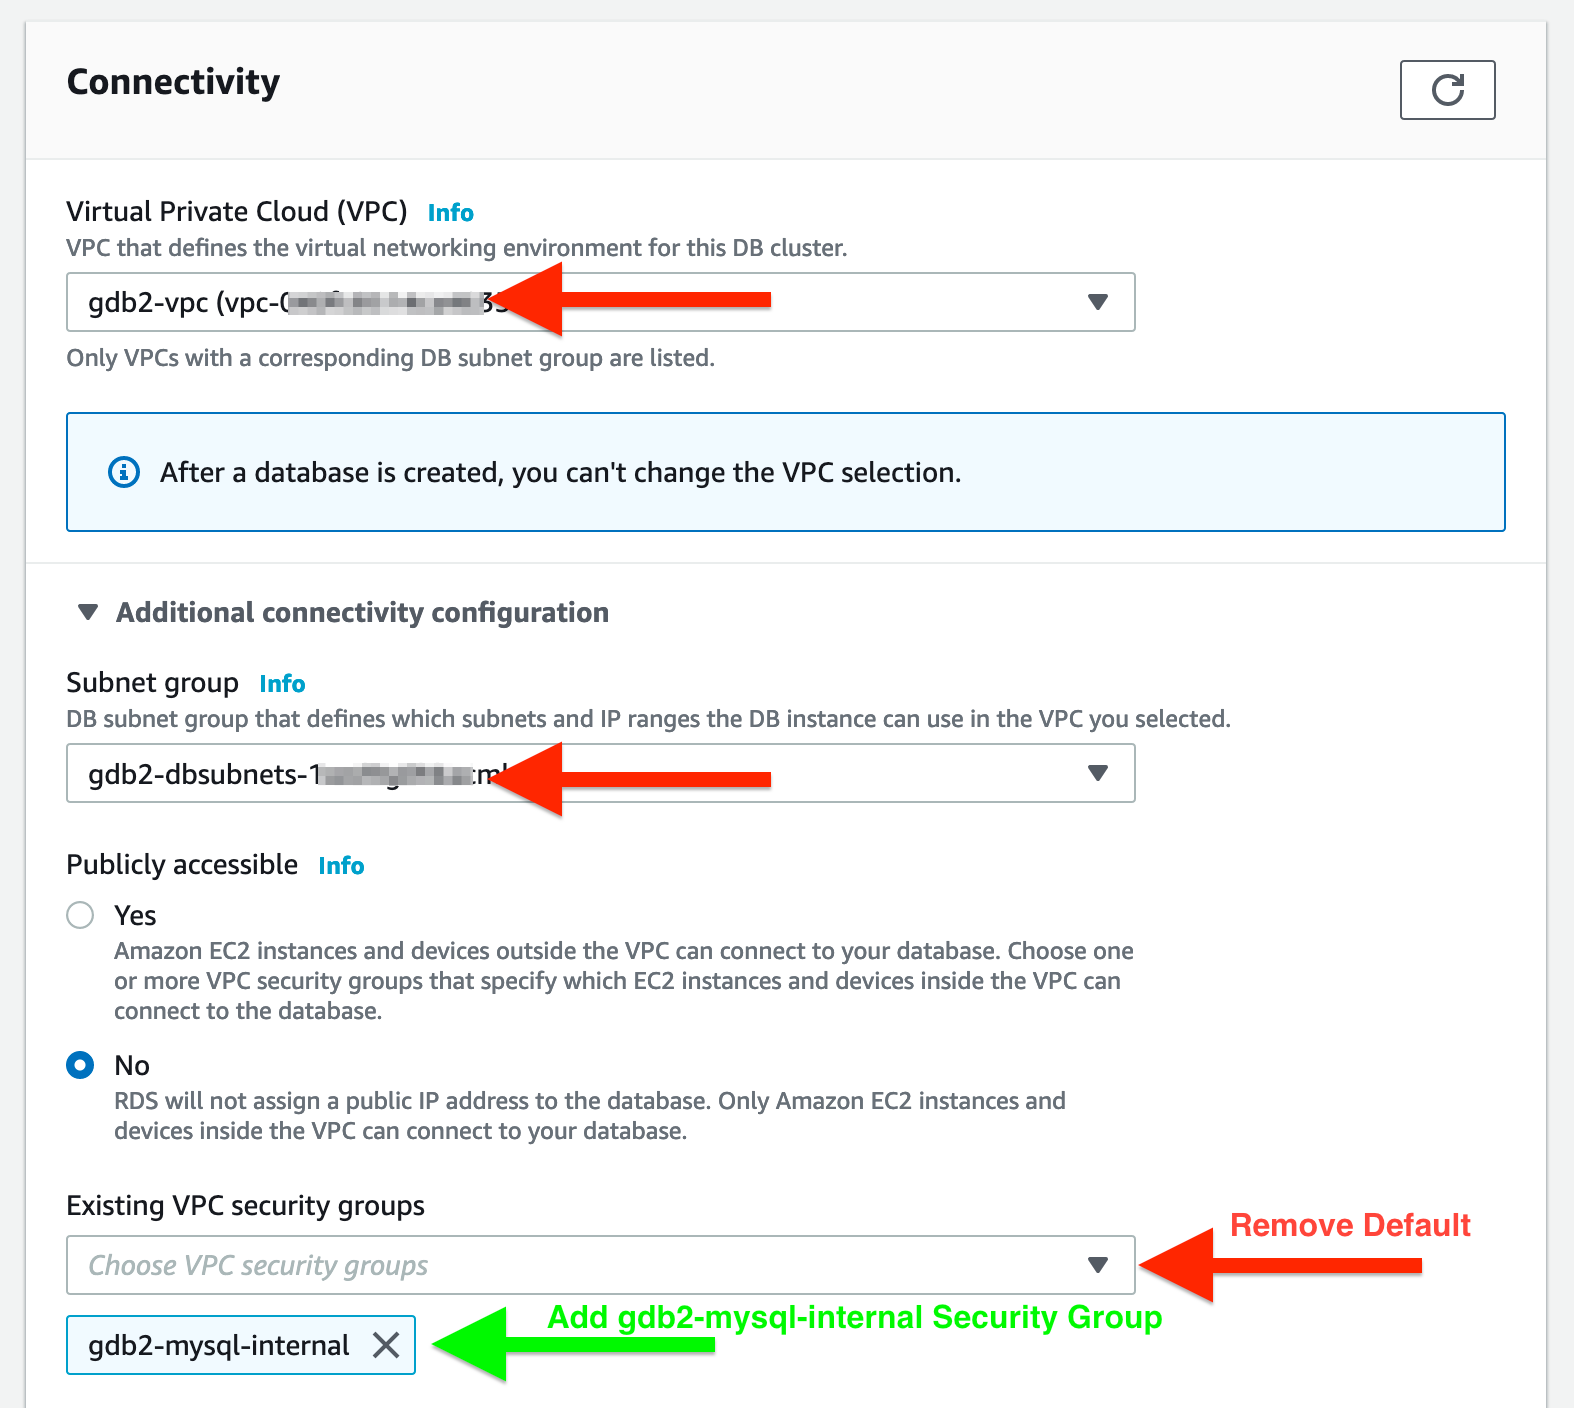 Connectivity
Virtual Private Cloud (VPC) Info
VPC that defines the virtual networking environment for this DB cluster.
gdb2-vpc (vpc-
Only VPCs with a corresponding DB subnet group are listed.
After a database is created, you can't change the VPC selection.
Additional connectivity configuration
Subnet group Info
DB subnet group that defines which subnets and IP ranges the DB instance can use in the VPC you selected.
gdb2-dbsubnets-
Publicly accessible Info
Yes
Amazon EC2 instances and devices outside the VPC can connect to your database. Choose one
or more VPC security groups that specify which EC2 instances and devices inside the VPC can
connect to the database.
No
RDS will not assign a public IP address to the database. Only Amazon EC2 instances and
devices inside the VPC can connect to your database.
Existing VPC security groups
Remove Default
Choose VPC security groups
Add gdb2-mysql-internal Security Group
gdb2-mysql-internal